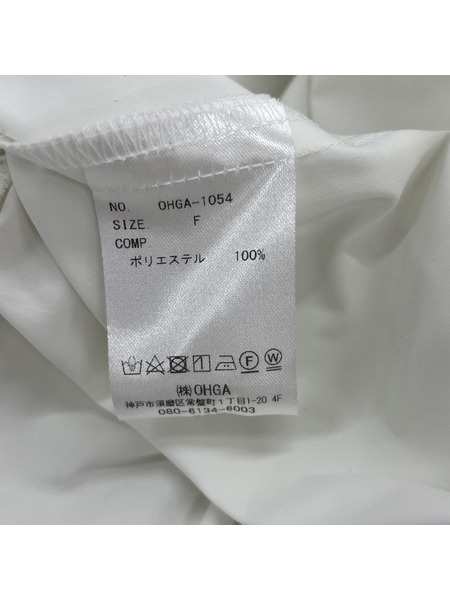 NO. OHGA-1054
SIZE. F
COMP
ポリエステル 100%
(株)OHGA
神戸市須磨区常盤町1丁目1-20 4F
080-6134-6003